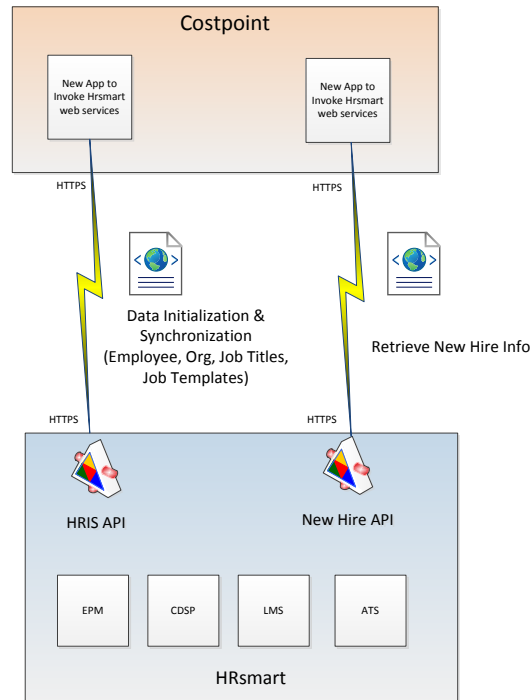 Costpoint
New App to
Invoke Hrsmart
web services
New App to
Invoke Hrsmart
web services
HTTPS
HTTPS
Data Initialization &
Synchronization
(Employee, Org, Job Titles,
Job Templates)
Retrieve New Hire Info
HTTPS
HTTPS
HRIS API
New Hire API
EPM
CDSP
LMS
ATS
HRsmart